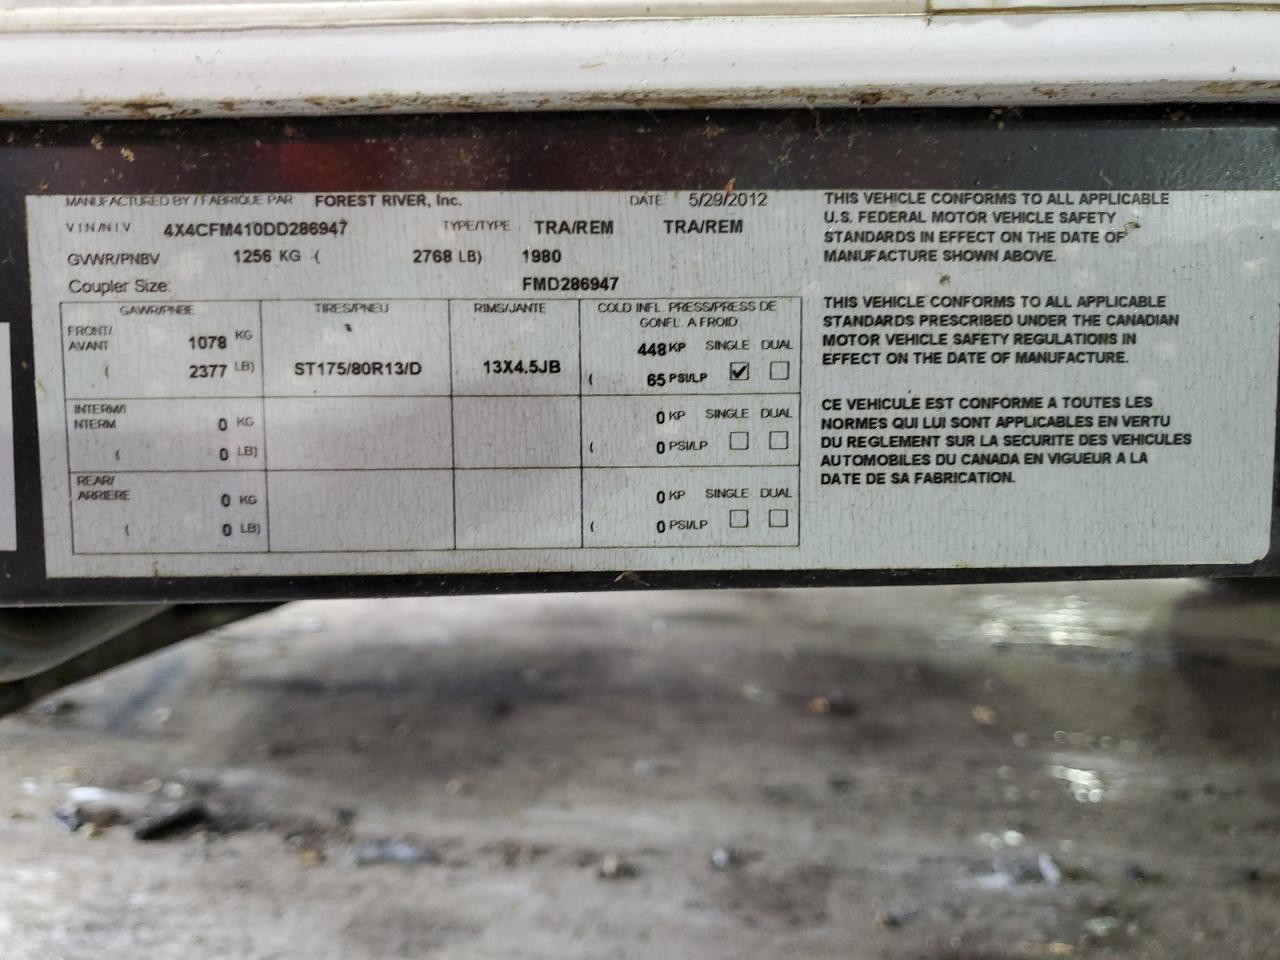 MANUFACTURED BY / FABRIQUE PAR FOREST RIVER, Inc. DATE 5/29/2012
V I N / N I V 4X4CFM410DD286947 TYPE/TYPE TRA/REM TRA/REM
GVWR/PNBV 1256 KG ( 2768 LB) 1980
Coupler Size: FMD286947
GAWR/PNBE TIRES/PNEU RIMS/JANTE COLD INFL PRESS/PRESS DE
GONFL A FROID
FRONT/
AVANT 1078 KG 448 KP SINGLE DUAL
( 2377 LB) ST175/80R13/D 13X4.5JB ( 65 PSI/LP
INTERM/I
NTERM 0 KG 0 KP SINGLE DUAL
( 0 LB) ( 0 PSI/LP
REAR/
ARRIERE 0 KG 0 KP SINGLE DUAL
( 0 LB) ( 0 PSI/LP
THIS VEHICLE CONFORMS TO ALL APPLICABLE
U.S. FEDERAL MOTOR VEHICLE SAFETY
STANDARDS IN EFFECT ON THE DATE OF
MANUFACTURE SHOWN ABOVE.
THIS VEHICLE CONFORMS TO ALL APPLICABLE
STANDARDS PRESCRIBED UNDER THE CANADIAN
MOTOR VEHICLE SAFETY REGULATIONS IN
EFFECT ON THE DATE OF MANUFACTURE.
CE VEHICULE EST CONFORME A TOUTES LES
NORMES QUI LUI SONT APPLICABLES EN VERTU
DU REGLEMENT SUR LA SECURITE DES VEHICULES
AUTOMOBILES DU CANADA EN VIGUEUR A LA
DATE DE SA FABRICATION.